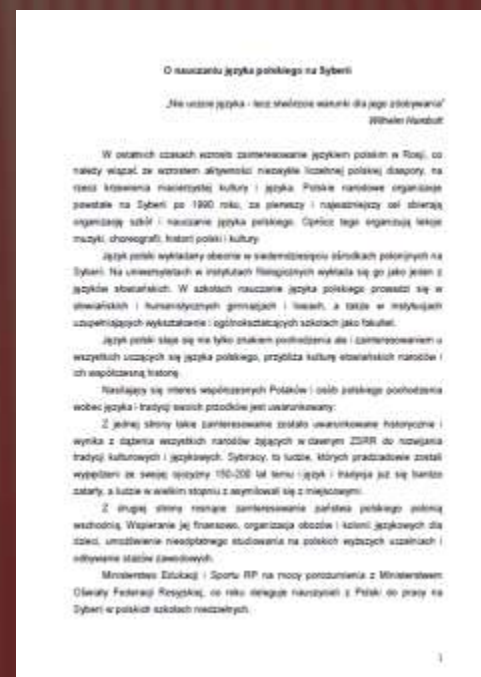 O nauczaniu języka polskiego na Syberii
„Nie uczcie języka - lecz stwórzcie warunki dla jego zdobywania"
Wilhelm Humbolt
W ostatnich czasach wzrosło zainteresowanie językiem polskim w Rosji, co
należy wiązać ze wzrostem aktywności niezwykle licznej polskiej diaspory, na
rzecz krzewienia macierzystej kultury i języka. Polskie narodowe organizacje
powstałe na Syberii po 1990 roku, za pierwszy i najważniejszy cel obierają
organizację szkół i nauczanie języka polskiego. Oprócz tego organizują lekcje
muzyki, choreografii, historii polski i kultury.
Język polski wykładany obecnie w siedemdziesięciu ośrodkach polonijnych na
Syberii. Na uniwersytetach w instytutach filologicznych wykłada się go jako jeden z
języków słowiańskich. W szkołach nauczanie języka polskiego prowadzi się w
słowiańskich i humanistycznych gimnazjach i liceach, a także w instytucjach
uzupełniających wykształcenie i ogólnokształcących szkołach jako fakultet.
Język polski staje się nie tylko znakiem pochodzenia ale i zainteresowaniem u
wszystkich uczących się języka polskiego, przybliża kulturę słowiańskich narodów i
ich współczesną historię.
Nasilający się interes współczesnych Polaków i osób polskiego pochodzenia
wobec języka i tradycji swoich przodków jest uwarunkowany:
Z jednej strony takie zainteresowanie zostało uwarunkowane historycznie i
wynika z dążenia wszystkich narodów żyjących w dawnym ZSRR do rozwijania
tradycji kulturowych i językowych. Sybiracy, to ludzie, których pradziadowie zostali
wypędzeni ze swojej ojczyzny 150-200 lat temu i język i tradycja już się bardzo
zatarły, a ludzie w wielkim stopniu z asymilowali się z miejscowymi.
Z drugiej strony rosnące zainteresowanie państwa polskiego polonią
wschodnią. Wspieranie jej finansowo, organizacja obozów i kolonii językowych dla
dzieci, umożliwienie nieodpłatnego studiowania na polskich wyższych uczelniach i
odbywanie staży zawodowych.
Ministerstwo Edukacji i Sportu RP na mocy porozumienia z Ministerstwem
Oświaty Federacji Rosyjskiej, co roku deleguje nauczycieli z Polski do pracy na
Syberii w polskich szkołach niedzielnych.
1